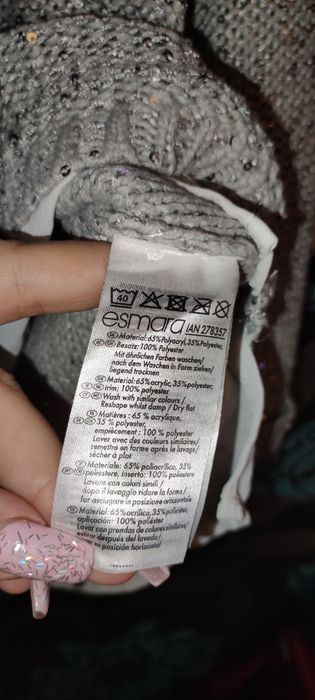 40
esmara IAN 278357
Material: 65%Polyacryl, 35%Polyester,
Besatz: 100% Polyester
Mit ähnlichen Farben waschen/
nach dem Waschen in Form ziehen/
liegend trocknen
Material: 65%acrylic, 35%polyester,
trim: 100% polyester
Wash with similar colours /
Reshape whilst damp / Dry flat
Matières : 65 % acrylique,
35 % polyester,
empiècement : 100 % polyester
Laver avec des couleurs similaires/
remettre en forme après le lavage/
sécher à plat
Materiale: 65% poliacrilico, 35%
poliestere, inserto: 100% poliestere
Lavare con colori simili /
dopo il lavaggio ridare la forma /
far asciugare in posizione orizzontale
Material: 65%acrílico, 35%poliéster,
aplicación: 100% poliéster
Lavar con prendas de colores similares/
estirar después del lavado/
en posición horizontal